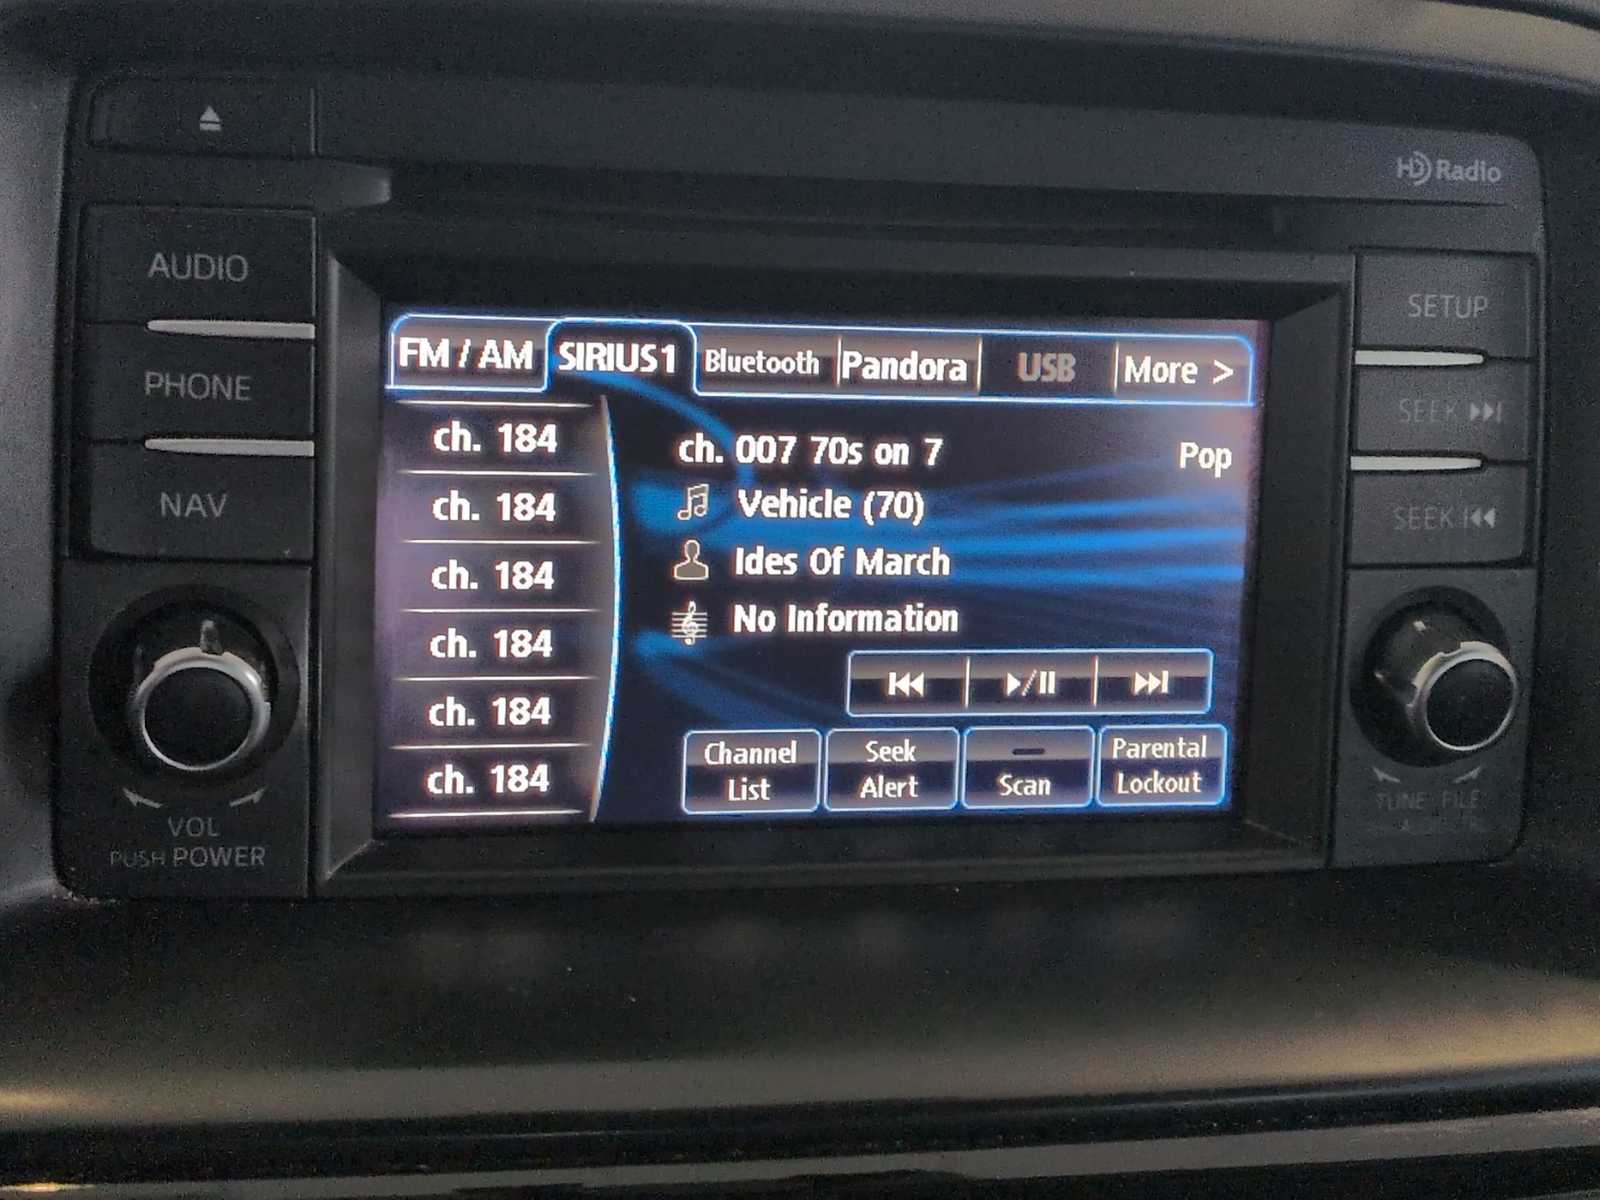 HD Radio
AUDIO
PHONE
NAV
VOL
PUSH POWER
FM / AM
SIRIUS1
Bluetooth
Pandora
USB
More >
ch. 184
ch. 184
ch. 184
ch. 184
ch. 184
ch. 184
ch. 007 70s on 7
Pop
Vehicle (70)
Ides Of March
No Information
Channel
List
Seek
Alert
Scan
Parental
Lockout
SETUP
SEEK
SEEK
TUNE FILE